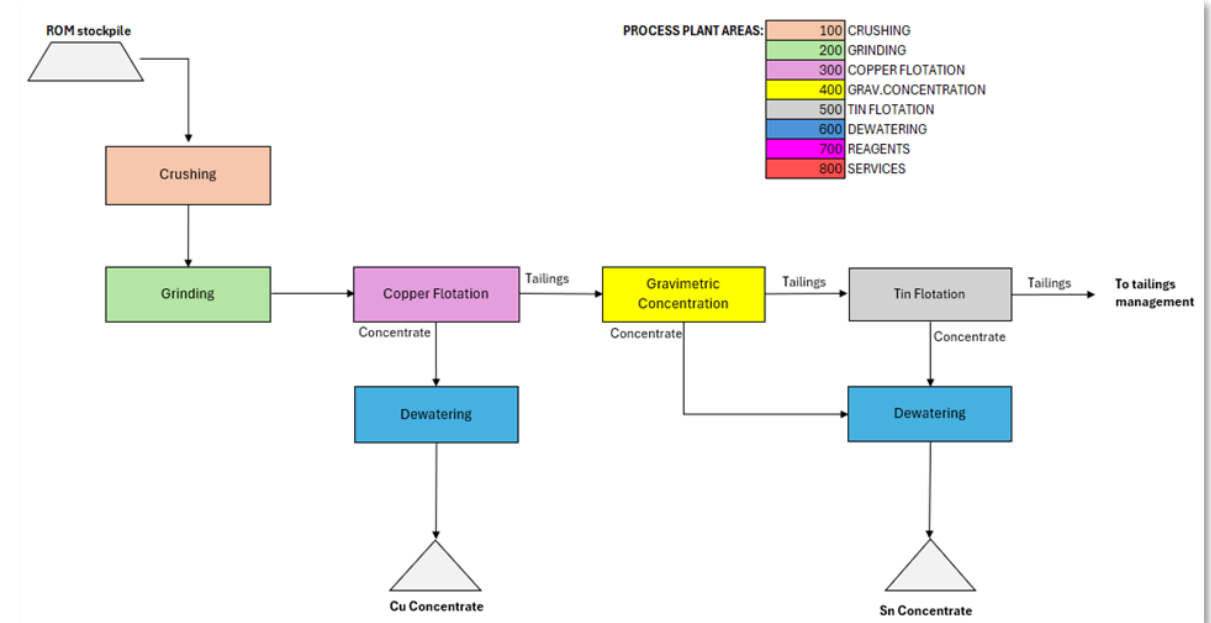 ROM stockpile
PROCESS PLANT AREAS:
100 CRUSHING
200 GRINDING
300 COPPER FLOTATION
400 GRAV.CONCENTRATION
500 TIN FLOTATION
600 DEWATERING
700 REAGENTS
800 SERVICES
Crushing
Grinding
Copper Flotation
Tailings
Gravimetric
Concentration
Tailings
Tin Flotation
Tailings
To tailings
management
Concentrate
Concentrate
Concentrate
Dewatering
Dewatering
Cu Concentrate
Sn Concentrate